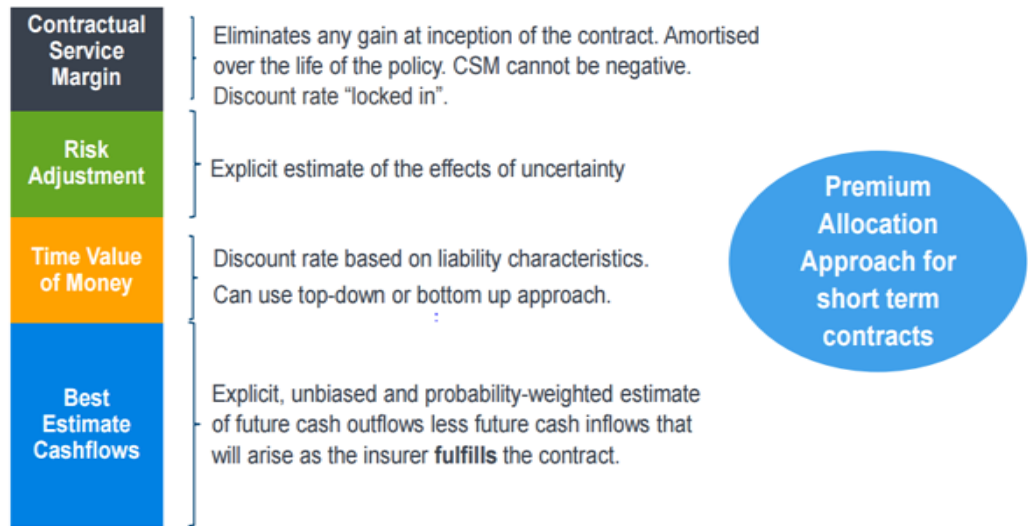 Contractual
Service
Margin
Eliminates any gain at inception of the contract. Amortised
over the life of the policy. CSM cannot be negative.
Discount rate “locked in”.
Risk
Adjustment
Explicit estimate of the effects of uncertainty
Time Value
of Money
Discount rate based on liability characteristics.
Can use top-down or bottom up approach.
Best
Estimate
Cashflows
Explicit, unbiased and probability-weighted estimate
of future cash outflows less future cash inflows that
will arise as the insurer fulfills the contract.
Premium
Allocation
Approach for
short term
contracts